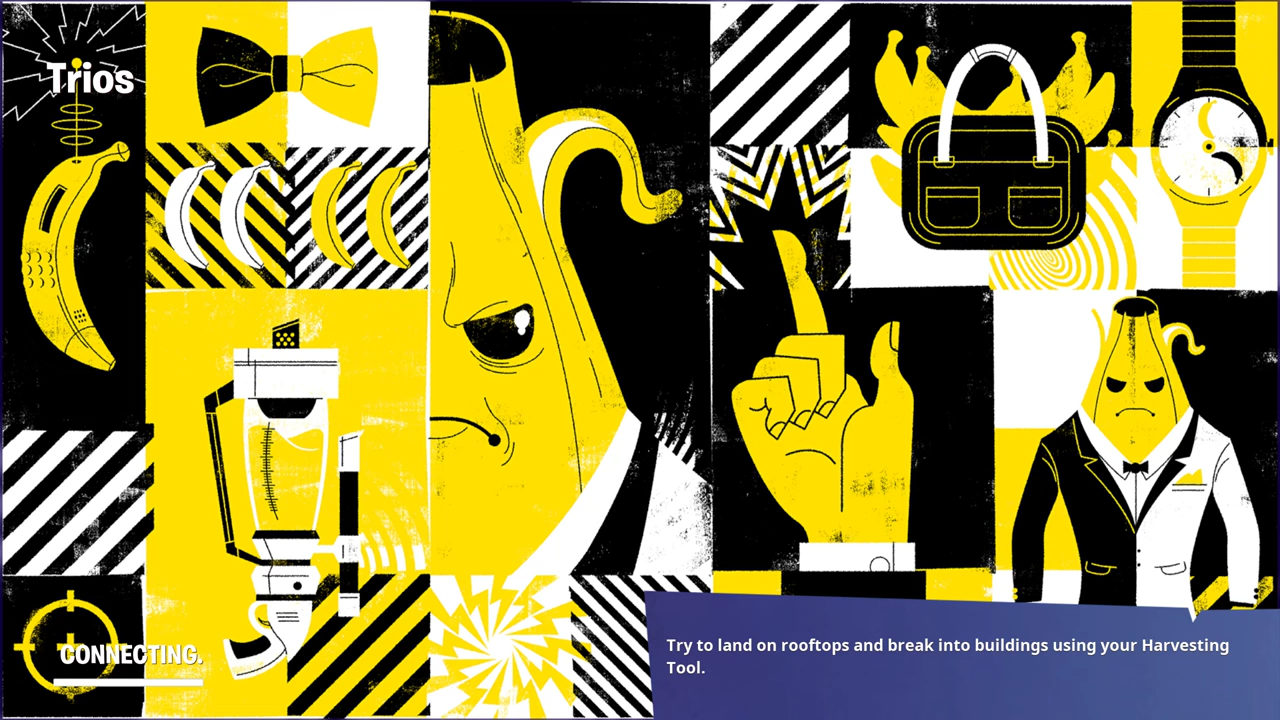 Trios
CONNECTING.
Try to land on rooftops and break into buildings using your Harvesting
Tool.